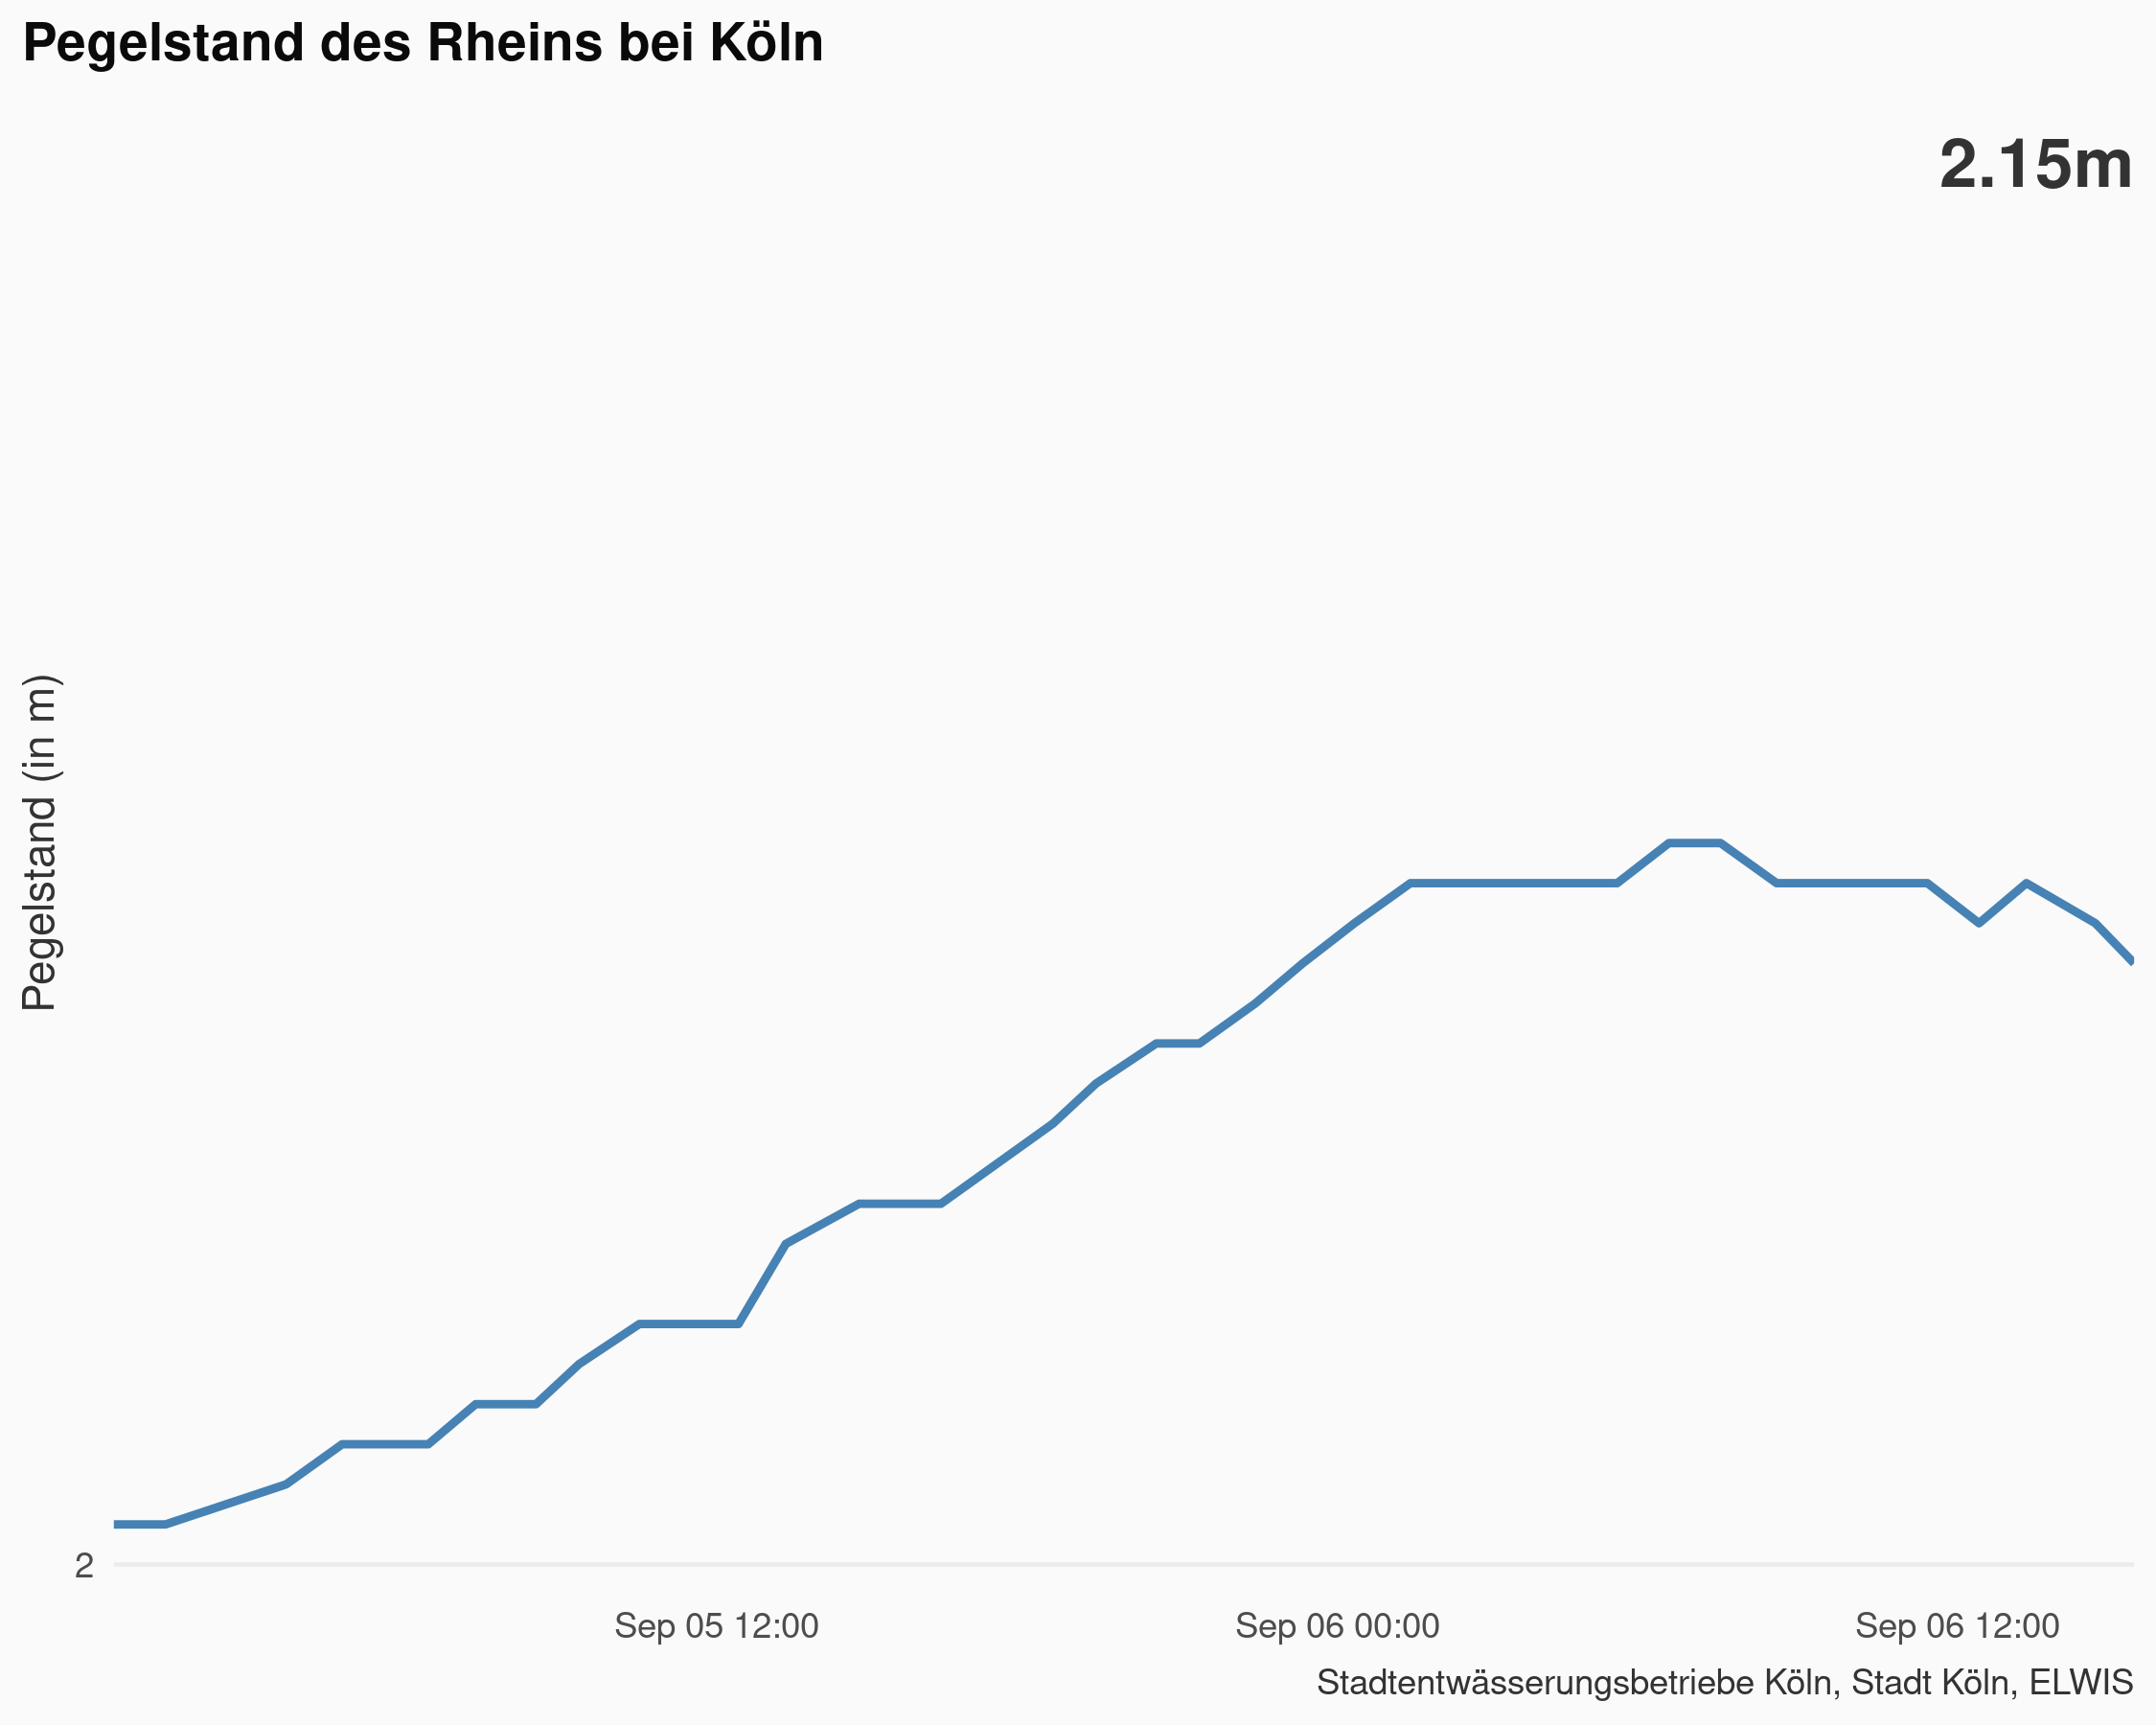 Pegelstand des Rheins bei Köln
2.15m
Pegelstand (in m)
2
Sep 05 12:00
Sep 06 00:00
Sep 06 12:00
Stadtentwässerungsbetriebe Köln, Stadt Köln, ELWIS